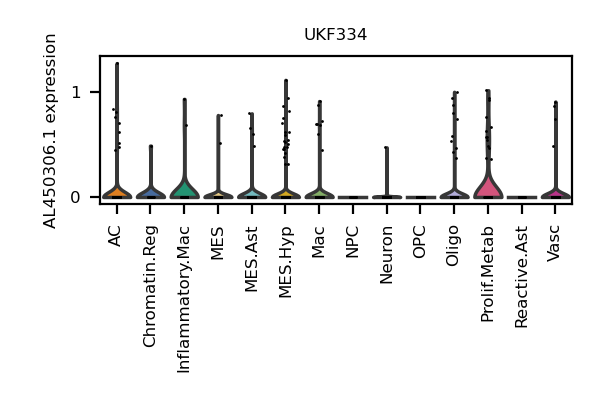 UKF334
AL450306.1 expression
1
0
AC
Chromatin.Reg
Inflammatory.Mac
MES
MES.Ast
MES.Hyp
Mac
NPC
Neuron
OPC
Oligo
Prolif.Metab
Reactive.Ast
Vasc